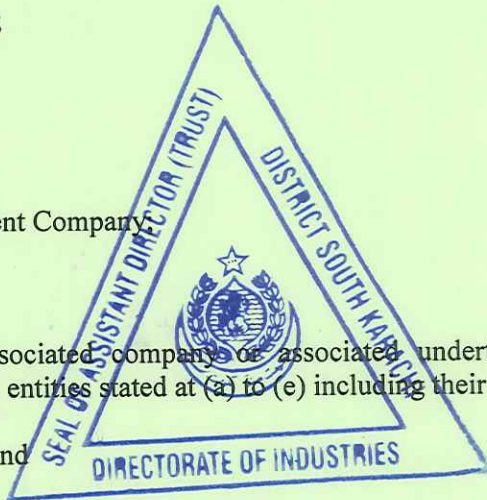 SEAL OF ASSISTANT DIRECTOR (TRUST)
DISTRICT SOUTH KARACHI
ent Company;
sociated company or associated undert
entities stated at (a) to (e) including their
nd
DIRECTORATE OF INDUSTRIES